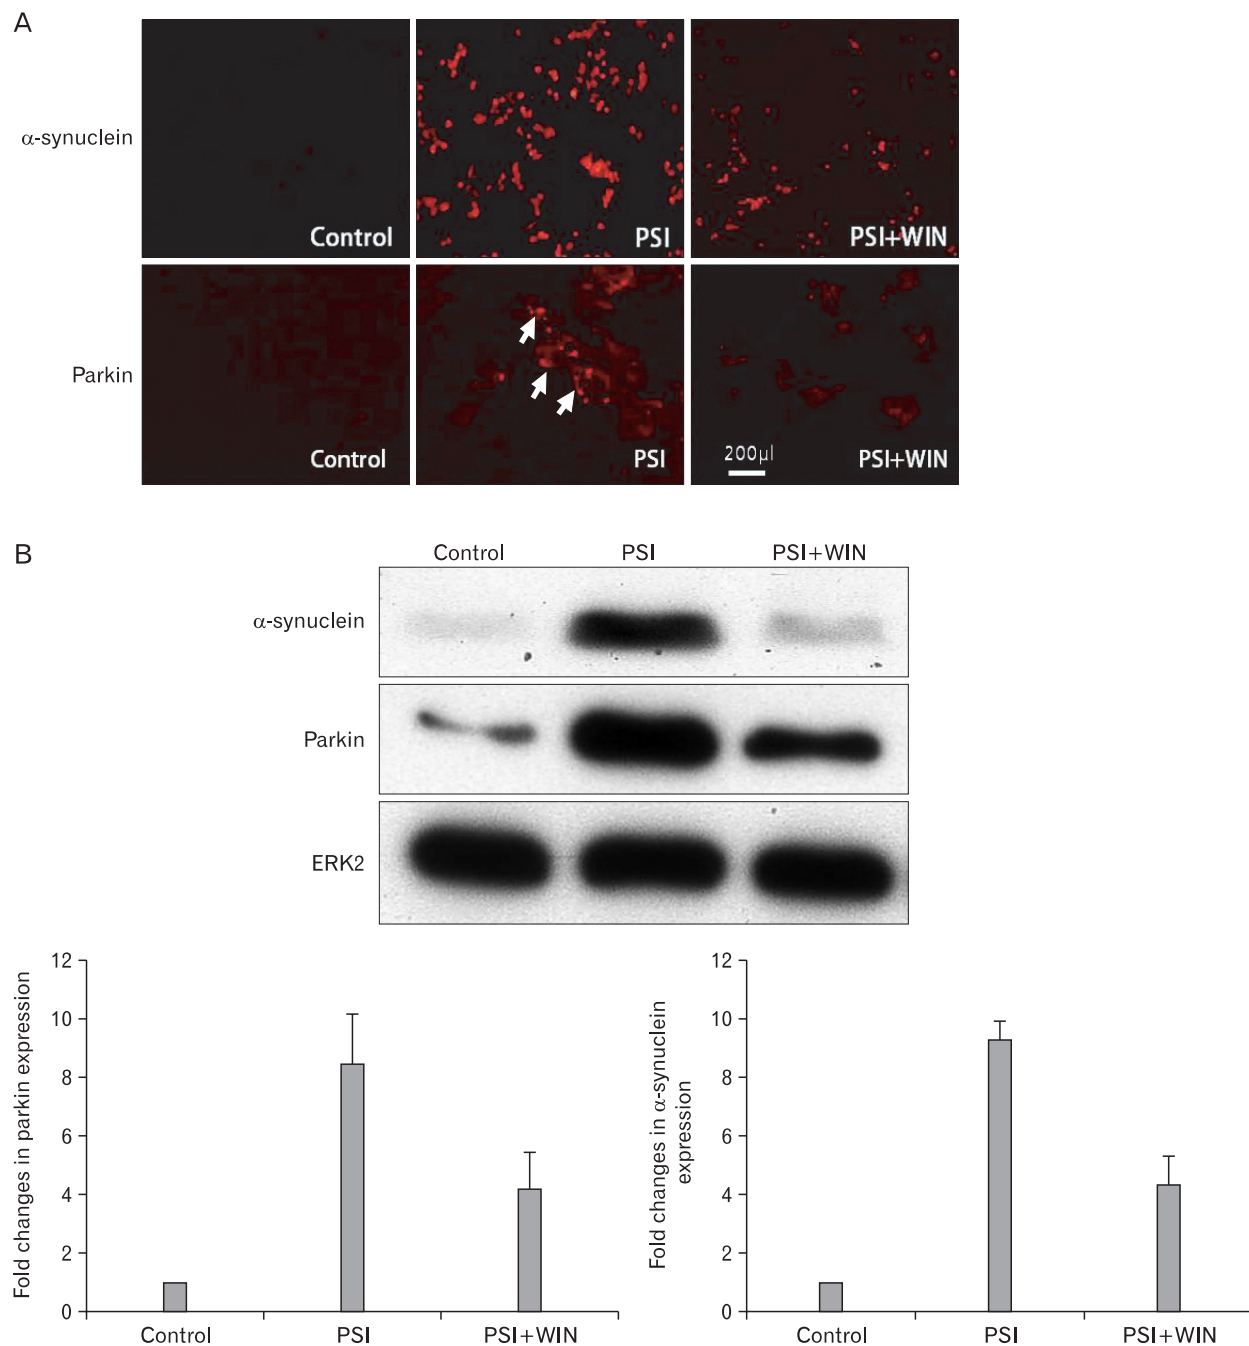 A
α-synuclein
Control
PSI
PSI+WIN
Parkin
Control
PSI
200μl
PSI+WIN
B
Control
PSI
PSI+WIN
α-synuclein
Parkin
ERK2
Fold changes in parkin expression
12
10
8
6
4
2
0
Control
PSI
PSI+WIN
Fold changes in α-synuclein
expression
12
10
8
6
4
2
0
Control
PSI
PSI+WIN